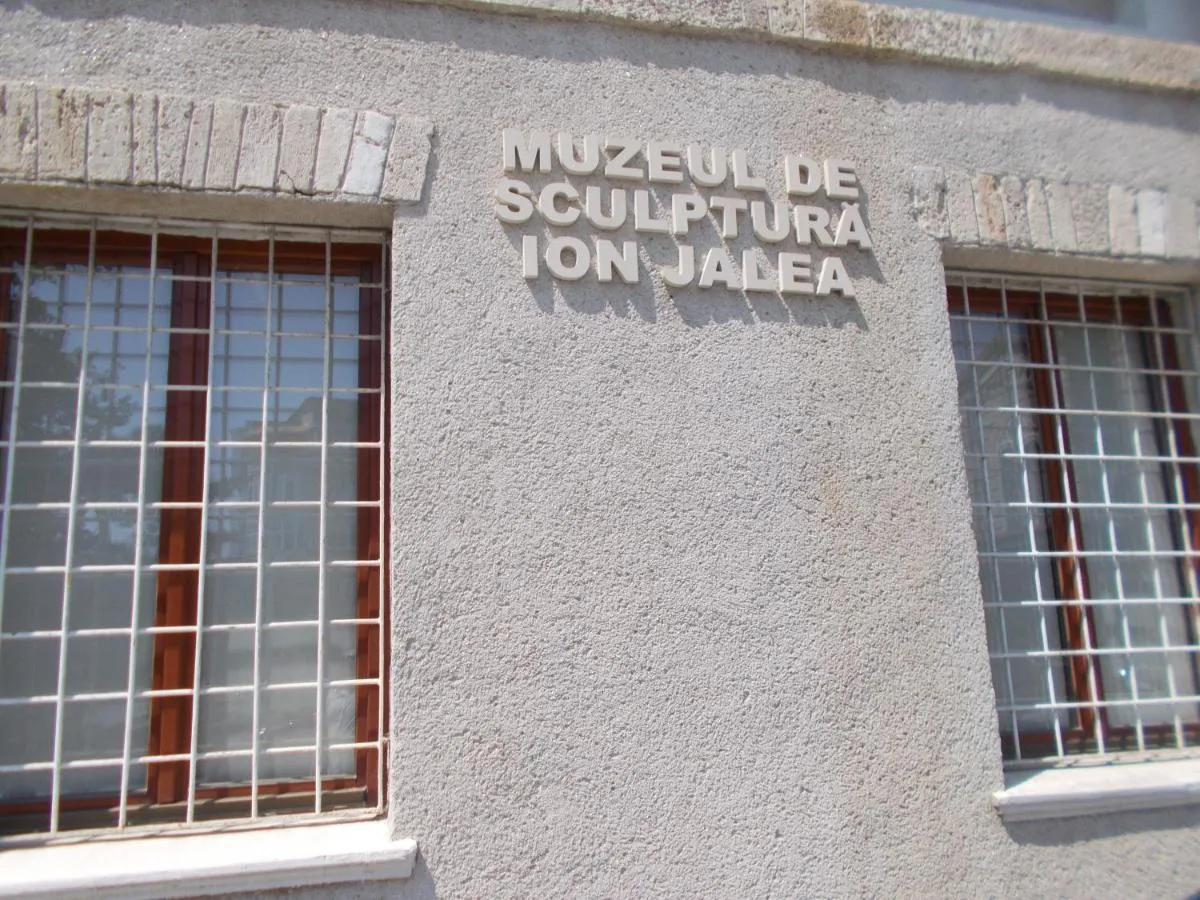 MUZEUL DE
SCULPTURĂ
ION JALEA